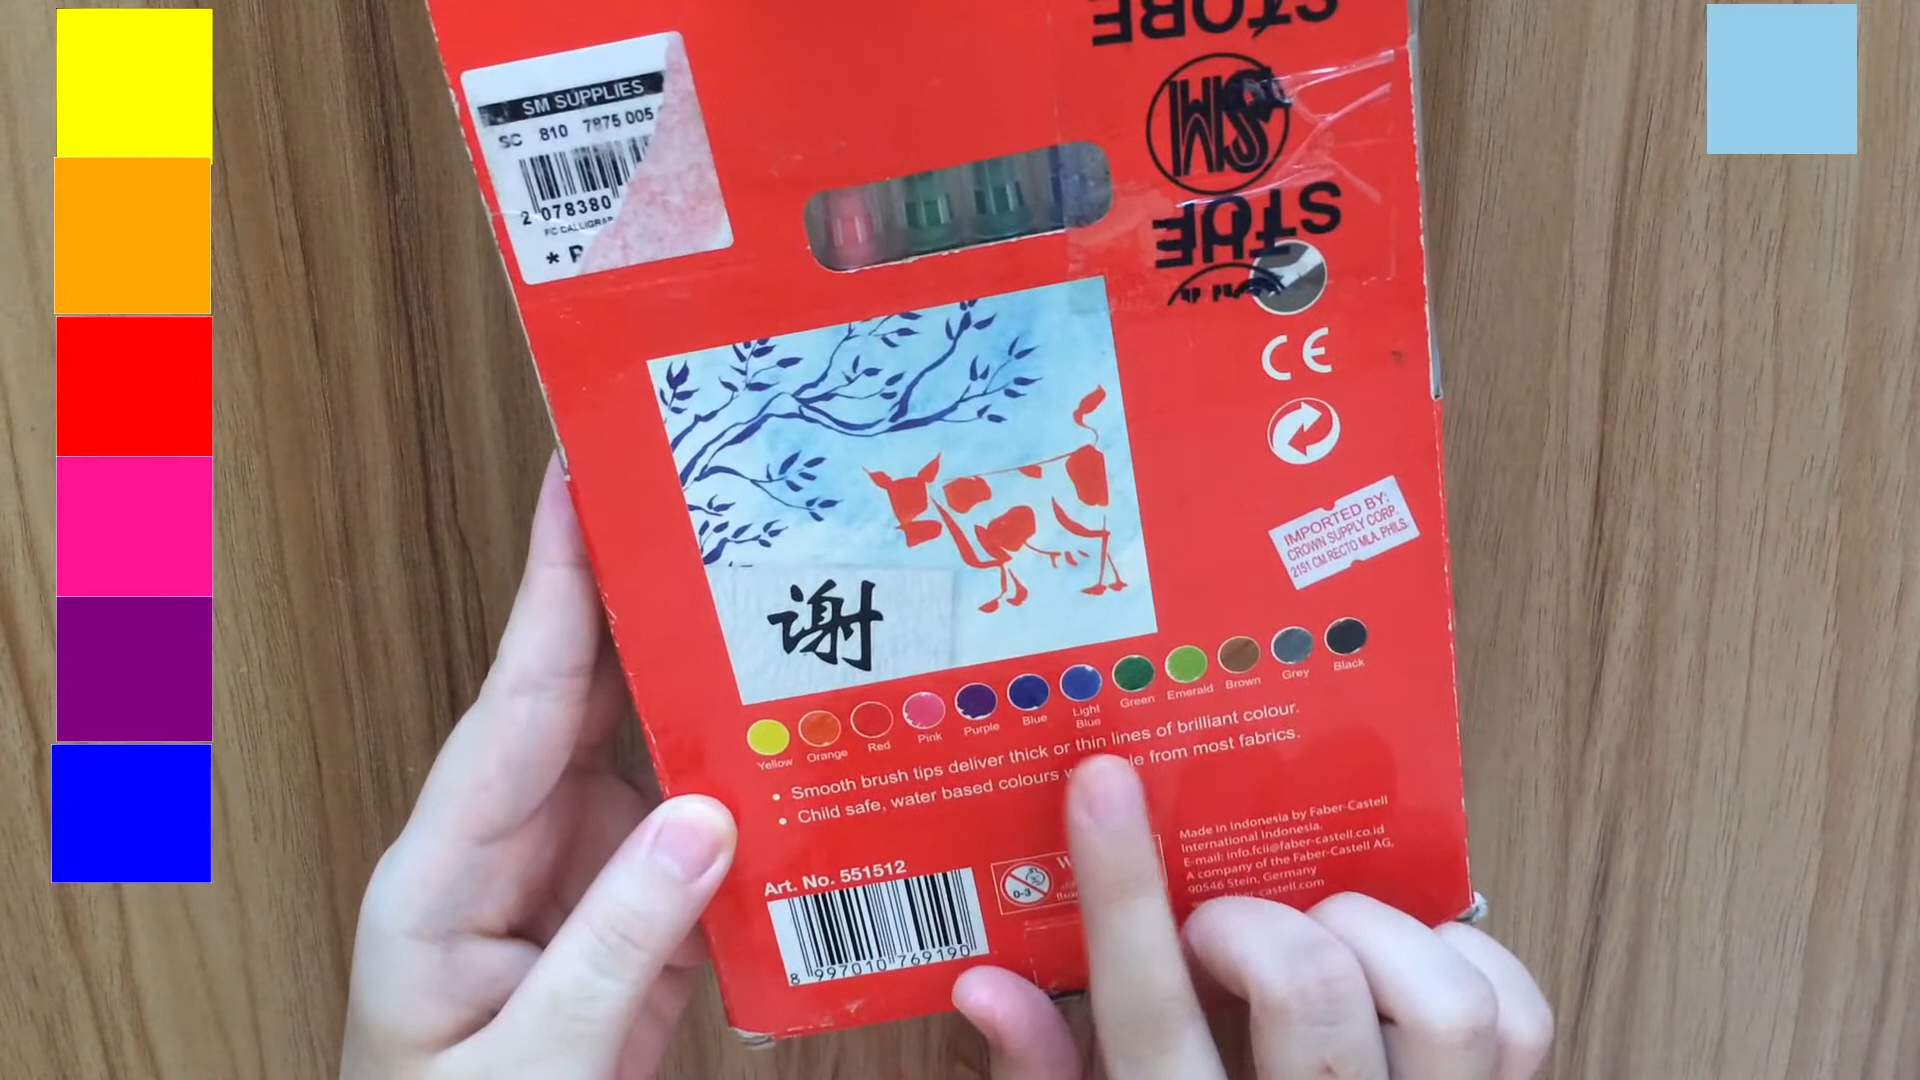 STORE
SM
STORE
SM SUPPLIES
SC 810 7875 005
2 078380
FC CALLIGRAP
CE
IMPORTED BY:
CROWN SUPPLY CORP.
2151 CM RECTO MLA. PHILS.
谢
Yellow Orange Red Pink Purple Blue Light Blue Green Emerald Brown Grey Black
• Smooth brush tips deliver thick or thin lines of brilliant colour.
• Child safe, water based colours from most fabrics.
Art. No. 551512
8 997010 769190
0-3
Made in Indonesia by Faber-Castell
International Indonesia.
E-mail: info.fcii@faber-castell.co.id
A company of the Faber-Castell AG,
90546 Stein, Germany
faber-castell.com